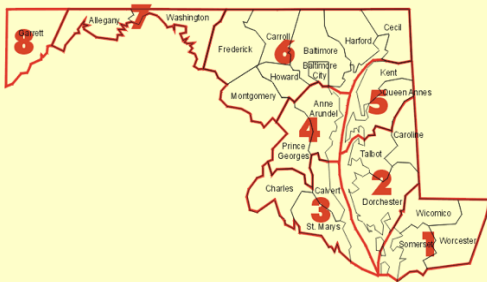 Allegany
7
Washington
8
Garrett
Frederick
Carroll
6
Baltimore
Harford
Cecil
Baltimore
City
Howard
Montgomery
Kent
5
Queen Annes
Anne
Arundel
4
Prince
Georges
Caroline
Talbot
2
Dorchester
Charles
Calvert
3
St. Marys
Wicomico
Somerset
1
Worcester